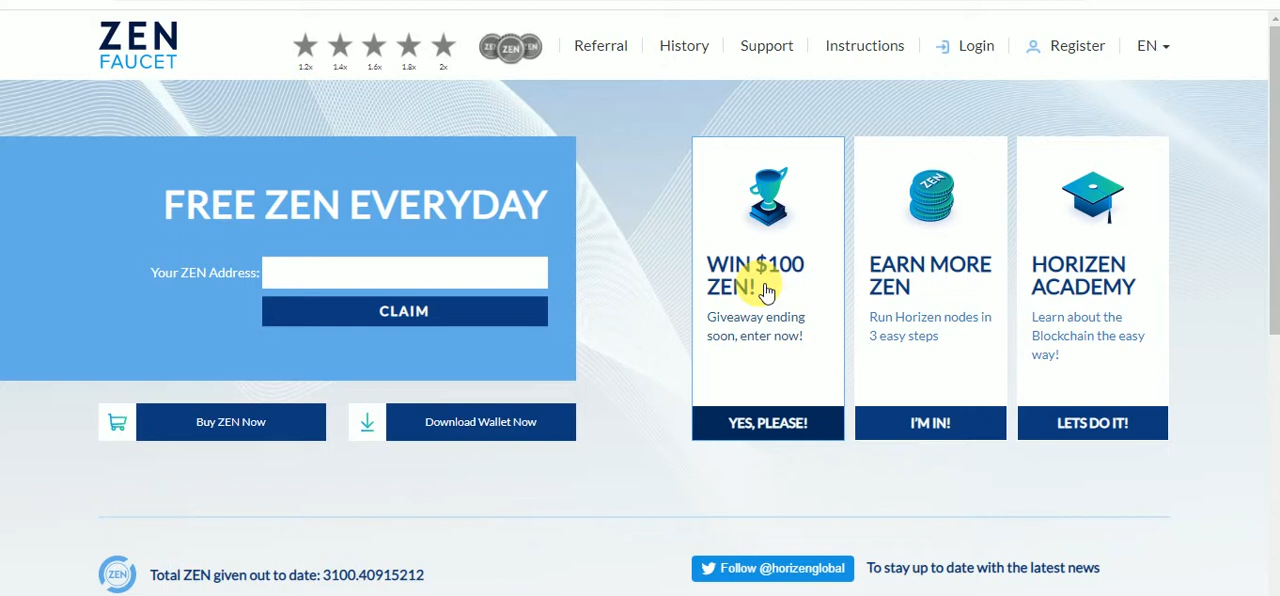 ZEN
FAUCET
1.2x 1.4x 1.6x 1.8x 2x
ZEN
Referral History Support Instructions Login Register EN
FREE ZEN EVERYDAY
Your ZEN Address:
CLAIM
Buy ZEN Now
Download Wallet Now
WIN $100
ZEN!
Giveaway ending
soon, enter now!
YES, PLEASE!
ZEN
EARN MORE
ZEN
Run Horizen nodes in
3 easy steps
I'M IN!
HORIZEN
ACADEMY
Learn about the
Blockchain the easy
way!
LETS DO IT!
ZEN
Total ZEN given out to date: 3100.40915212
Follow @horizenglobal
To stay up to date with the latest news